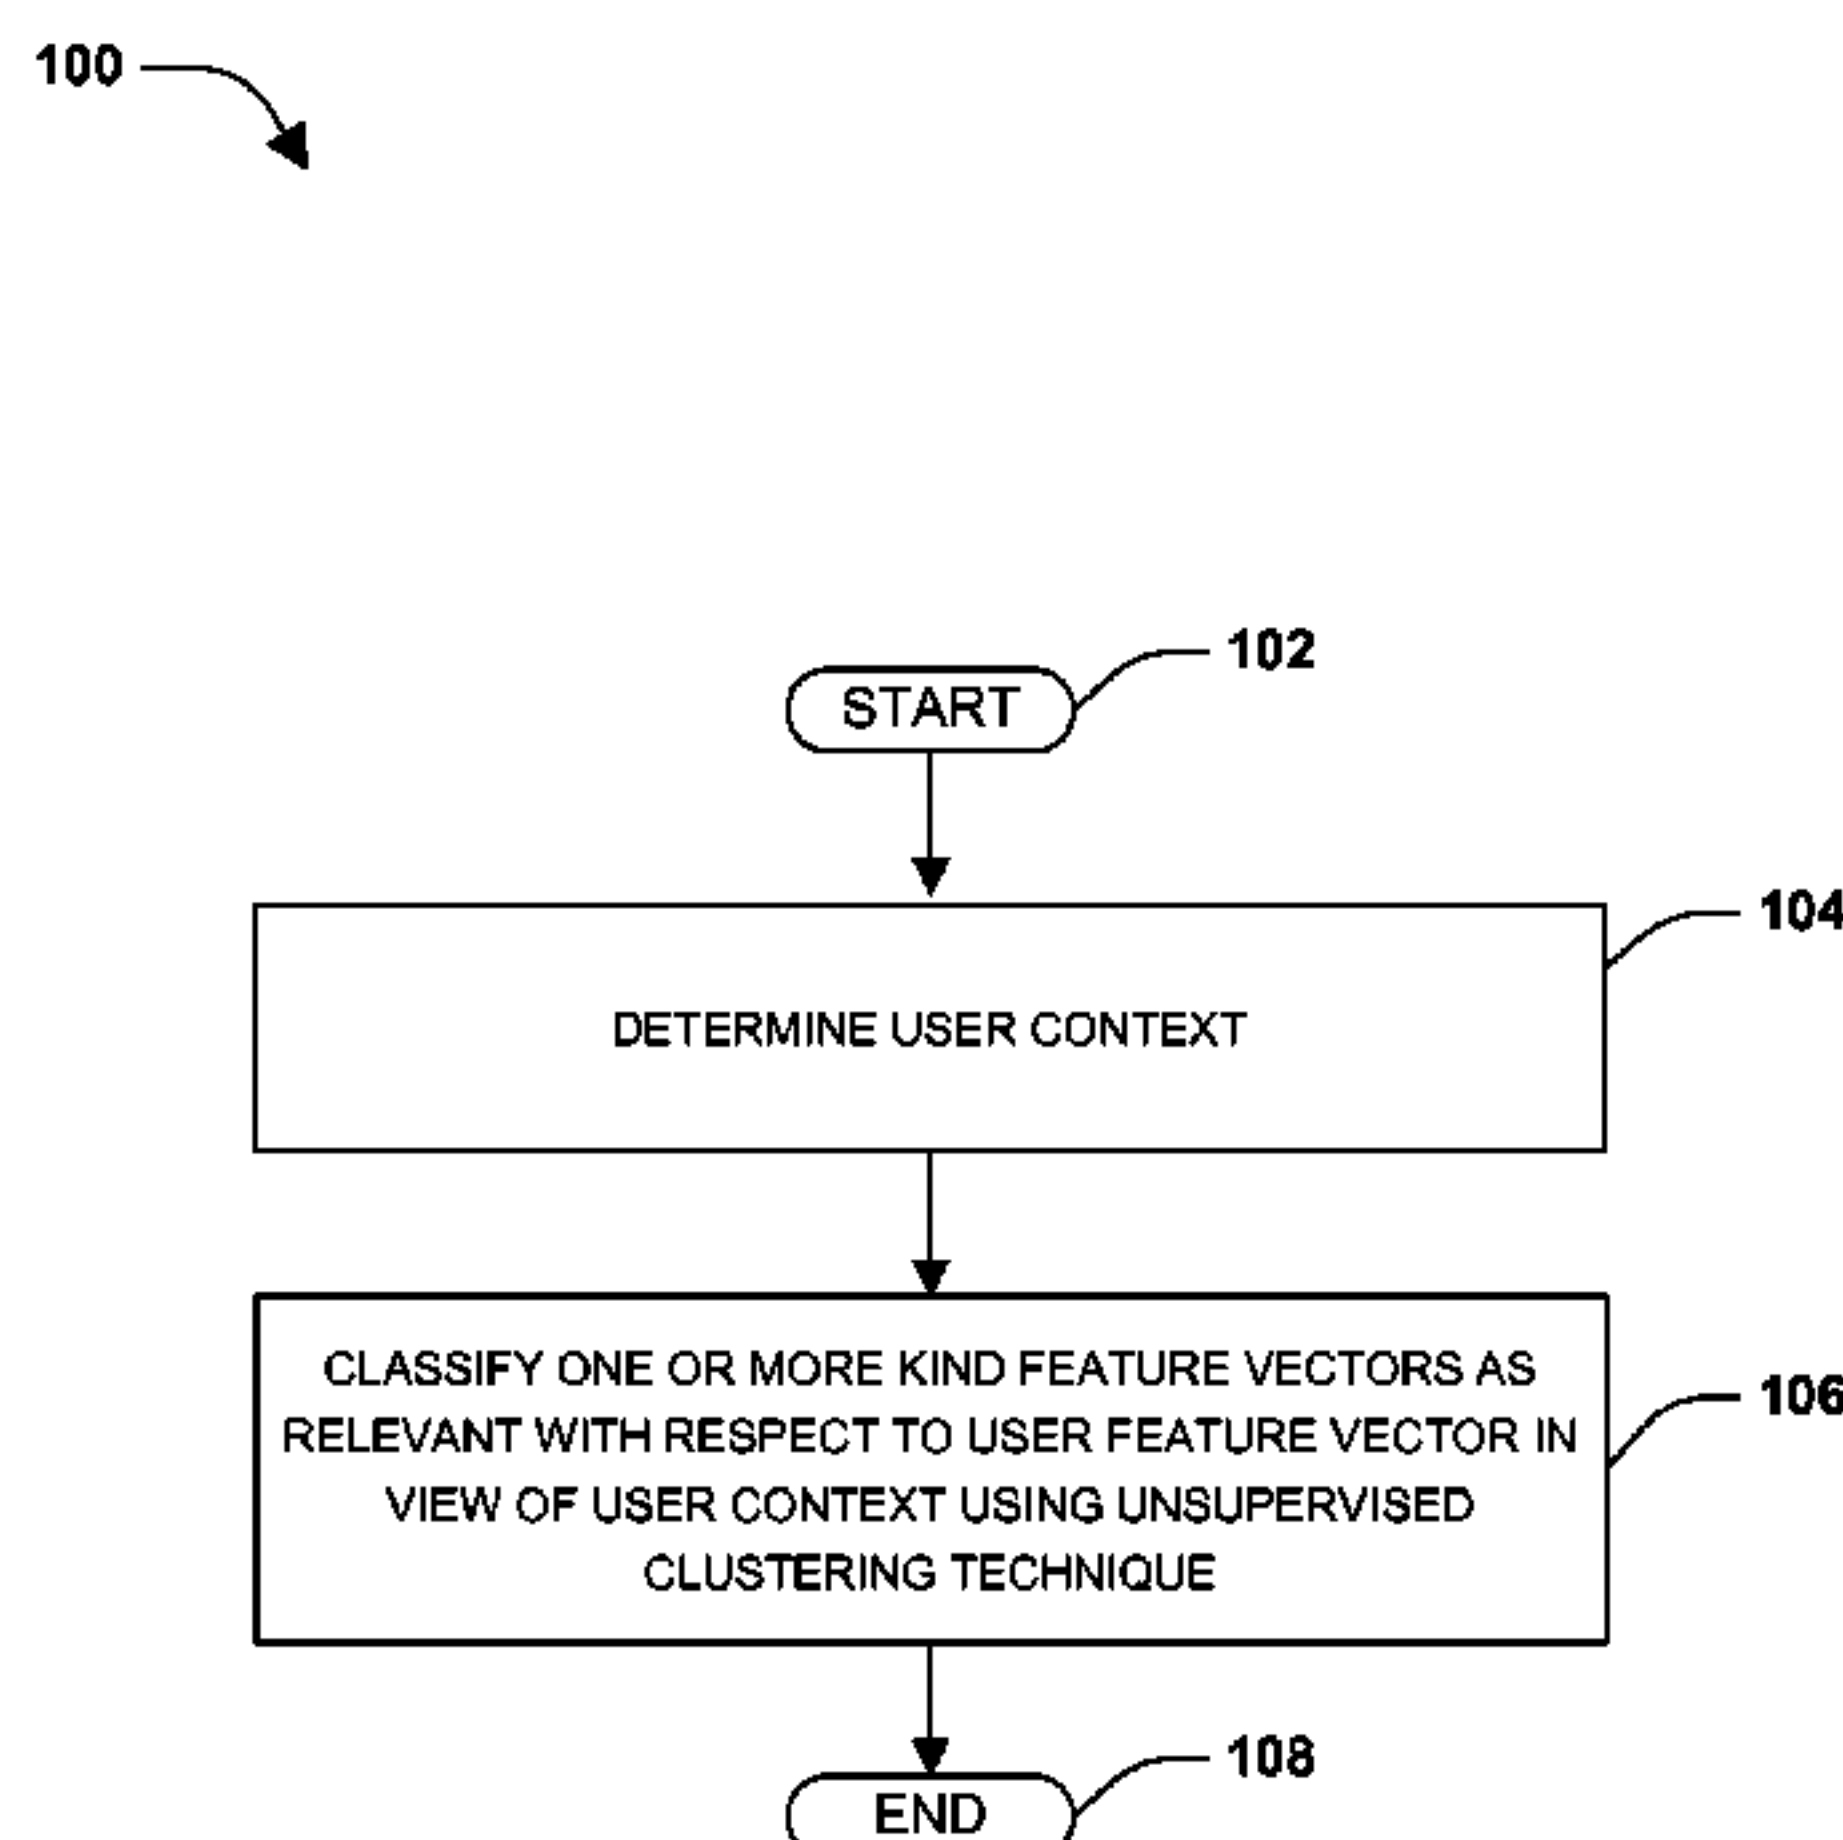 100
102
START
104
DETERMINE USER CONTEXT
CLASSIFY ONE OR MORE KIND FEATURE VECTORS AS
RELEVANT WITH RESPECT TO USER FEATURE VECTOR IN
VIEW OF USER CONTEXT USING UNSUPERVISED
CLUSTERING TECHNIQUE
106
108
END